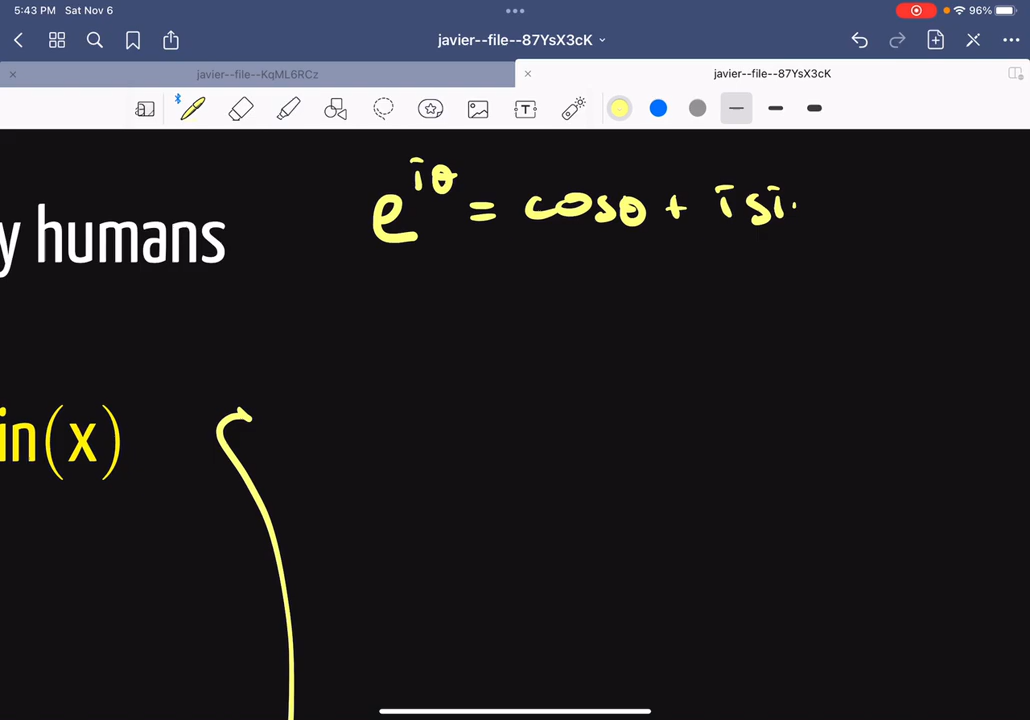 5:43 PM Sat Nov 6
96%
javier--file--87YsX3cK
javier--file--KqML6RCz
javier--file--87YsX3cK
T
e^{iθ} = cosθ + i si
y humans
in(x)